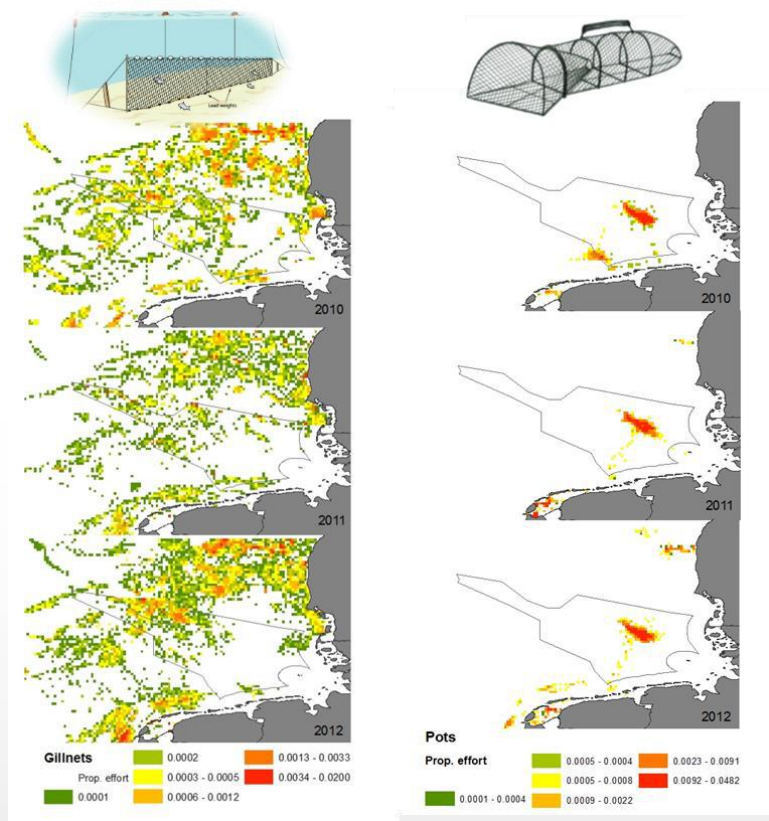 Lead weights
2010
2011
2012
Gillnets
Prop. effort
0.0001
0.0002
0.0003 - 0.0005
0.0006 - 0.0012
0.0013 - 0.0033
0.0034 - 0.0200
2010
2011
2012
Pots
Prop. effort
0.0001 - 0.0004
0.0005 - 0.0004
0.0005 - 0.0008
0.0009 - 0.0022
0.0023 - 0.0091
0.0092 - 0.0482